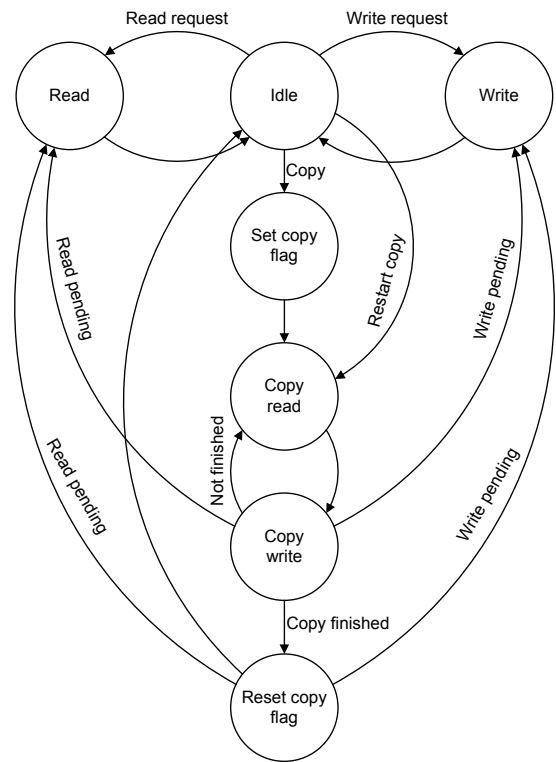 Read request
Write request
Read
Idle
Write
Copy
Set copy
flag
Restart copy
Read pending
Write pending
Copy
read
Not finished
Read pending
Write pending
Copy
write
Copy finished
Reset copy
flag